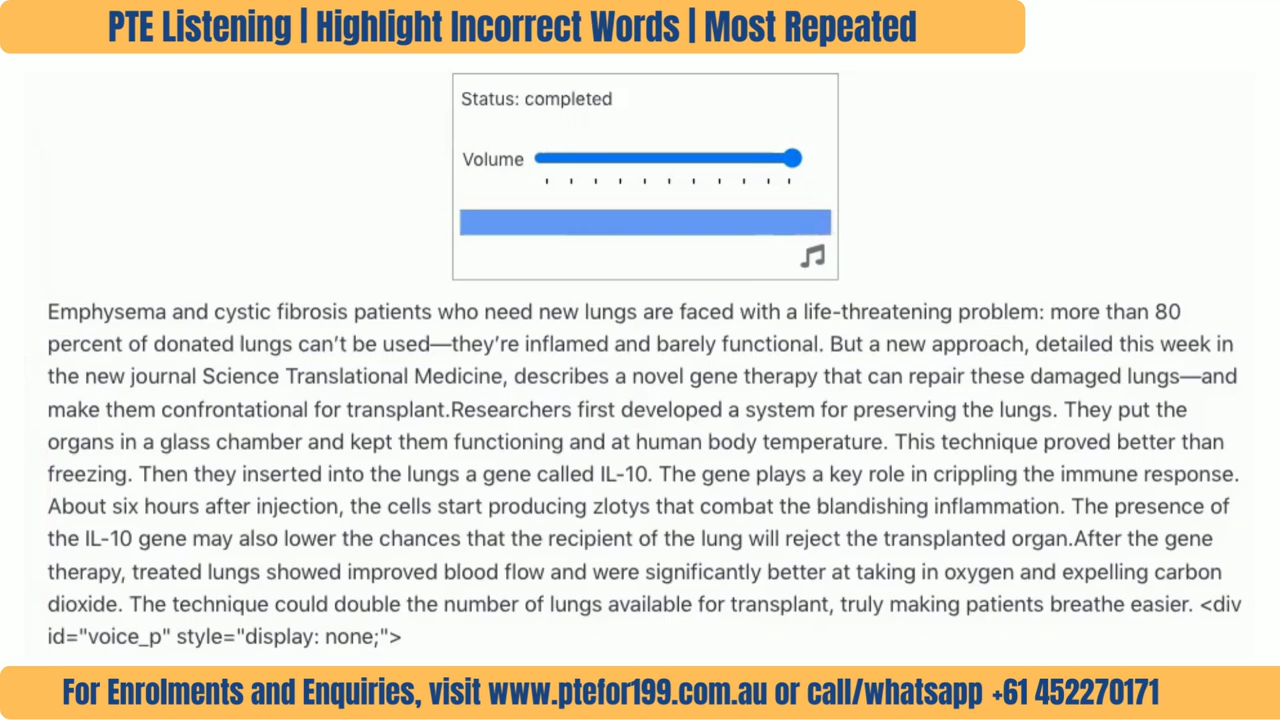 PTE Listening | Highlight Incorrect Words | Most Repeated
Status: completed
Volume
Emphysema and cystic fibrosis patients who need new lungs are faced with a life-threatening problem: more than 80
percent of donated lungs can’t be used—they’re inflamed and barely functional. But a new approach, detailed this week in
the new journal Science Translational Medicine, describes a novel gene therapy that can repair these damaged lungs—and
make them confrontational for transplant.Researchers first developed a system for preserving the lungs. They put the
organs in a glass chamber and kept them functioning and at human body temperature. This technique proved better than
freezing. Then they inserted into the lungs a gene called IL-10. The gene plays a key role in crippling the immune response.
About six hours after injection, the cells start producing zlotys that combat the blandishing inflammation. The presence of
the IL-10 gene may also lower the chances that the recipient of the lung will reject the transplanted organ.After the gene
therapy, treated lungs showed improved blood flow and were significantly better at taking in oxygen and expelling carbon
dioxide. The technique could double the number of lungs available for transplant, truly making patients breathe easier. <div
id="voice_p" style="display: none;">
For Enrolments and Enquiries, visit www.ptefor199.com.au or call/whatsapp +61 452270171